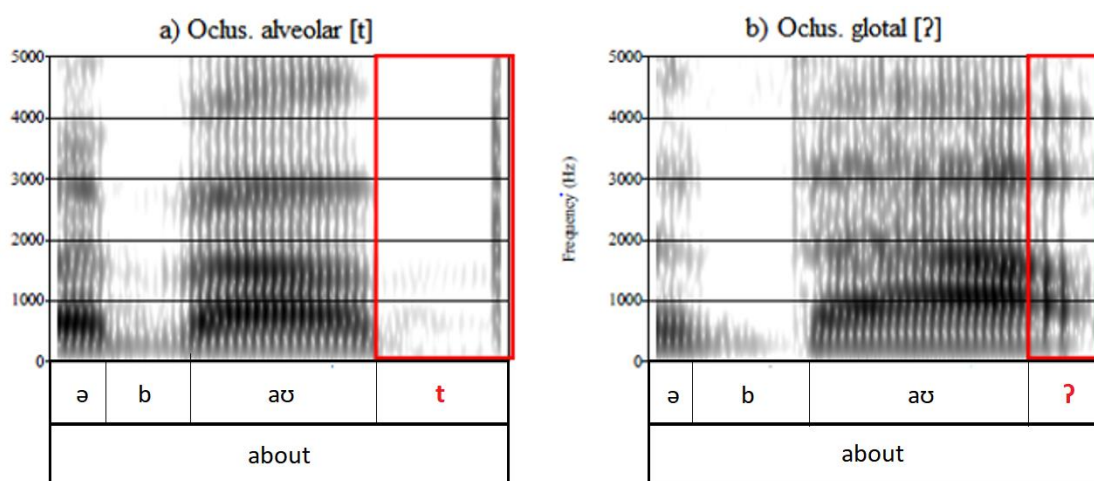 a) Oclus. alveolar [t]
5000
4000
3000
2000
1000
0
ə b aʊ t
about
b) Oclus. glotal [ʔ]
Frequency (Hz)
5000
4000
3000
2000
1000
0
ə b aʊ ʔ
about